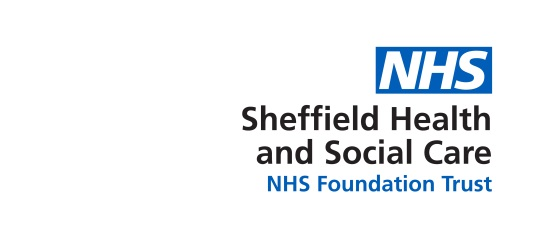 NHS
Sheffield Health
and Social Care
NHS Foundation Trust